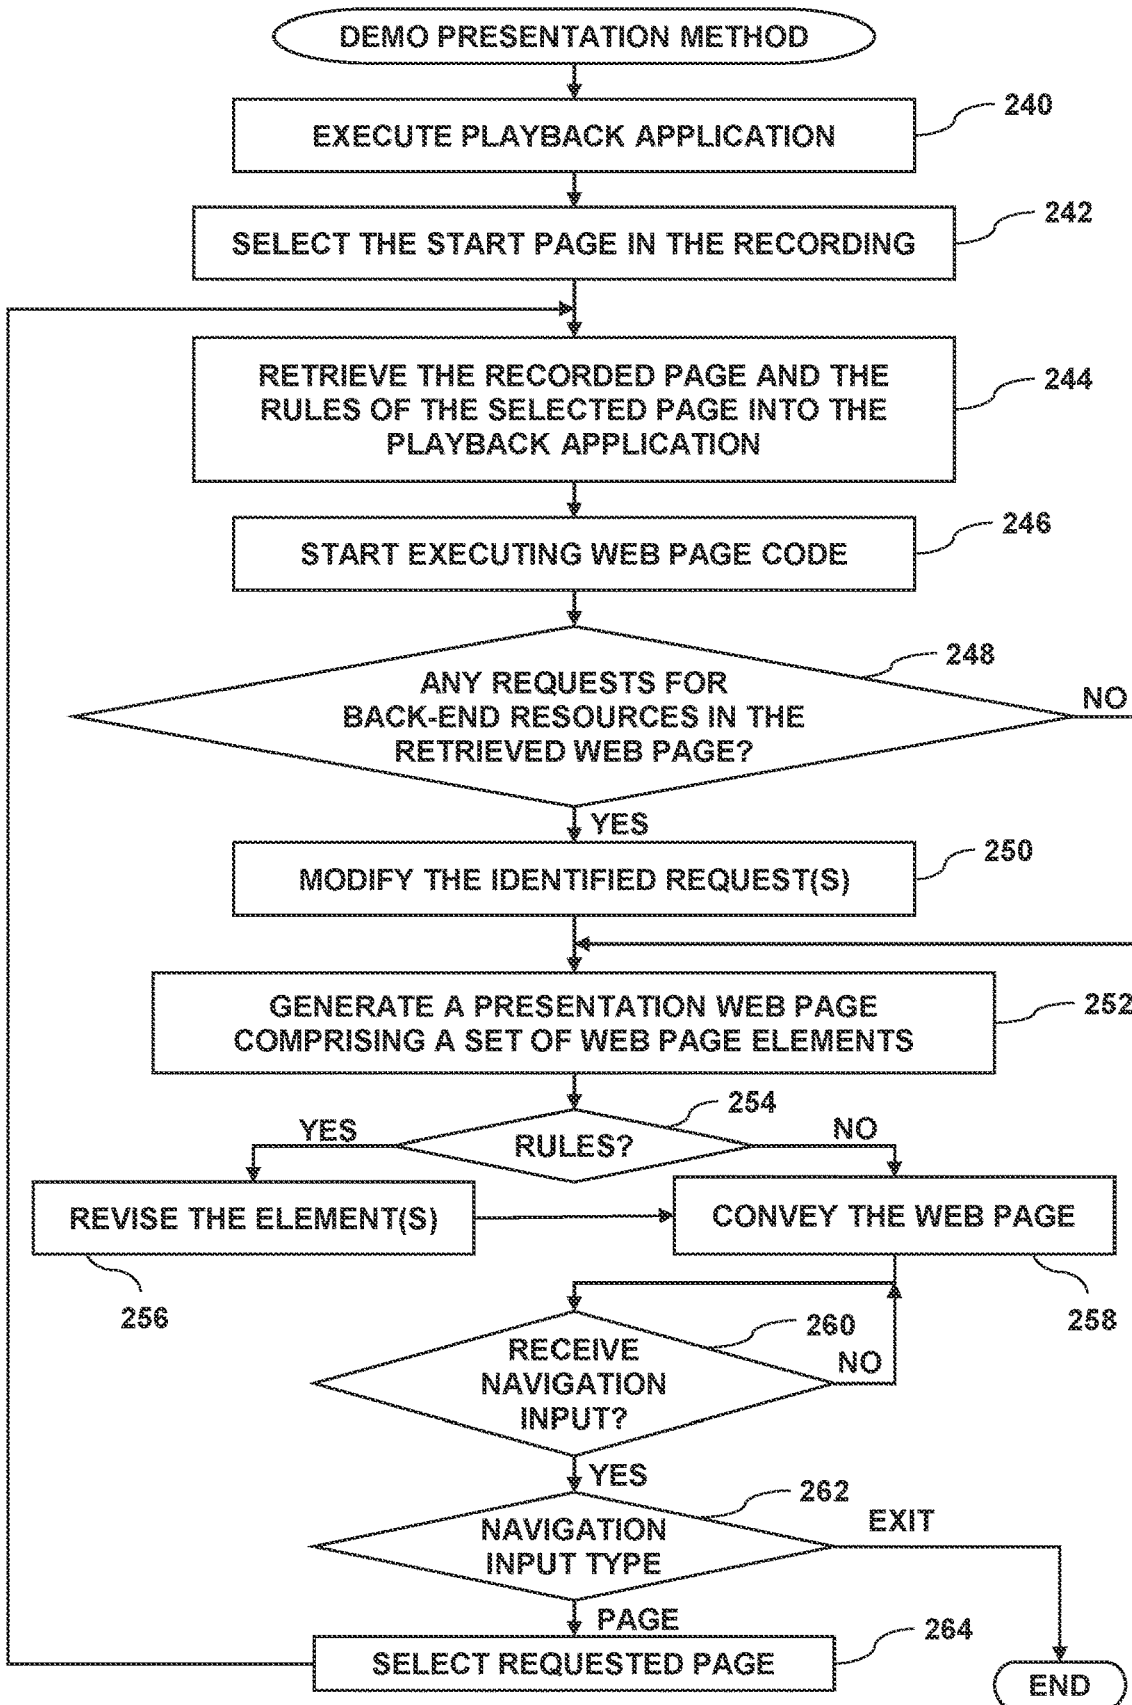 DEMO PRESENTATION METHOD
240
EXECUTE PLAYBACK APPLICATION
242
SELECT THE START PAGE IN THE RECORDING
244
RETRIEVE THE RECORDED PAGE AND THE
RULES OF THE SELECTED PAGE INTO THE
PLAYBACK APPLICATION
246
START EXECUTING WEB PAGE CODE
248
ANY REQUESTS FOR
BACK-END RESOURCES IN THE
RETRIEVED WEB PAGE?
NO
YES
250
MODIFY THE IDENTIFIED REQUEST(S)
252
GENERATE A PRESENTATION WEB PAGE
COMPRISING A SET OF WEB PAGE ELEMENTS
254
YES
RULES?
NO
REVISE THE ELEMENT(S)
CONVEY THE WEB PAGE
256
258
260
RECEIVE
NAVIGATION
INPUT?
NO
YES
262
NAVIGATION
INPUT TYPE
EXIT
PAGE
264
SELECT REQUESTED PAGE
END